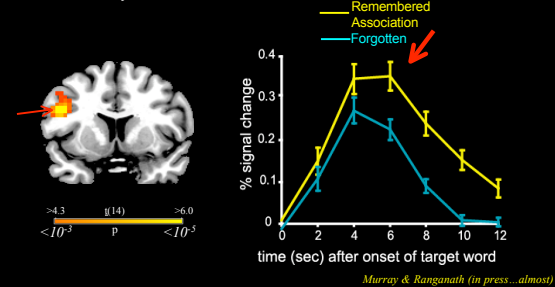 Remembered
Association
Forgotten
0.4
0.3
0.2
0.1
0
% signal change
0 2 4 6 8 10 12
time (sec) after onset of target word
>4.3 t(14) >6.0
<10-3 p <10-5
Murray & Ranganath (in press…almost)